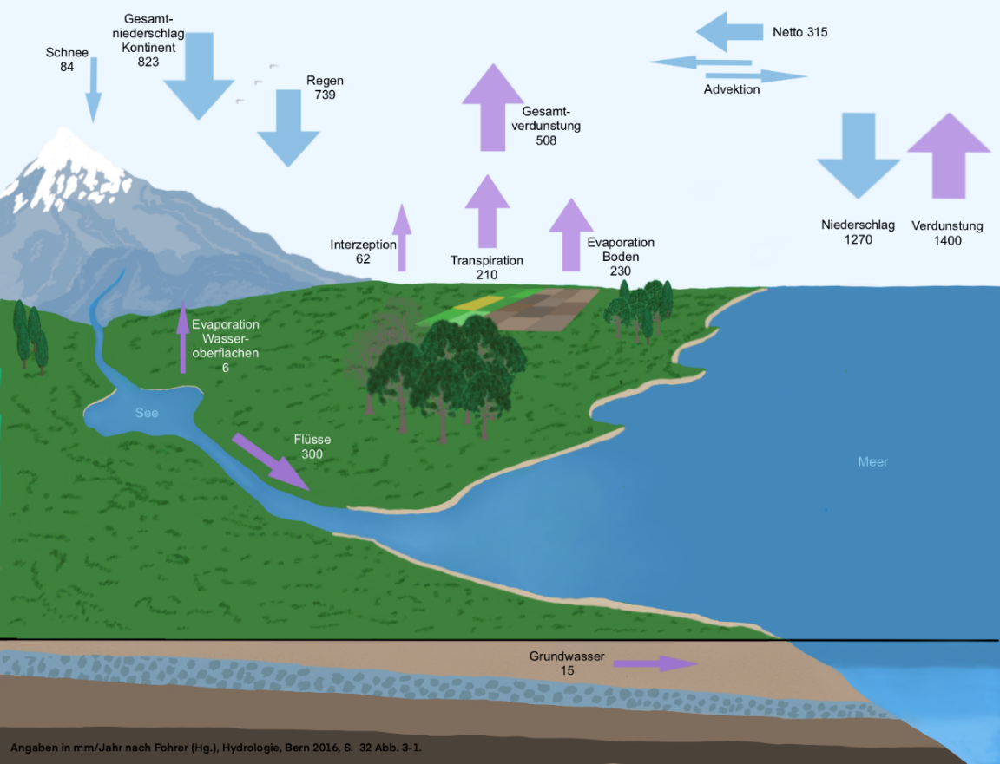 Gesamt-
niederschlag
Kontinent
823
Schnee
84
Regen
739
Netto 315
Advektion
Gesamt-
verdunstung
508
Niederschlag
1270
Verdunstung
1400
Interzeption
62
Transpiration
210
Evaporation
Boden
230
Evaporation
Wasser-
oberflächen
6
See
Flüsse
300
Meer
Grundwasser
15
Angaben in mm/Jahr nach Fohrer (Hg.), Hydrologie, Bern 2016, S. 32 Abb. 3-1.